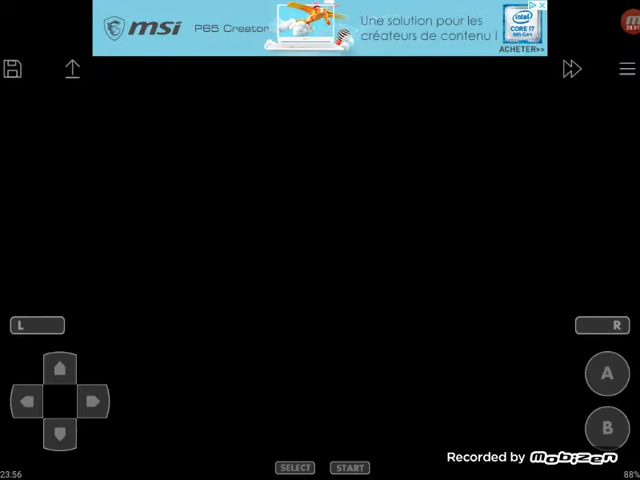 msi P65 Creator
Une solution pour les
créateurs de contenu !
intel
CORE i7
ACHETER>>
L
R
A
B
SELECT START
Recorded by mobizen
23:56
88%